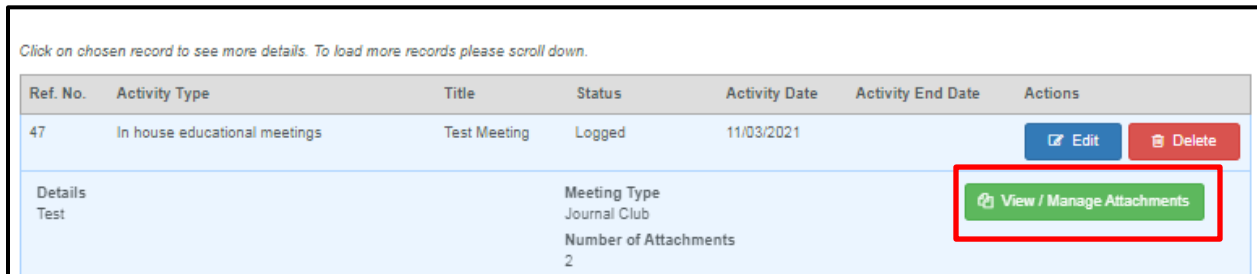 Click on chosen record to see more details. To load more records please scroll down.
Ref. No. Activity Type Title Status Activity Date Activity End Date Actions
47 In house educational meetings Test Meeting Logged 11/03/2021 Edit Delete
Details Meeting Type View / Manage Attachments
Test Journal Club
Number of Attachments
2